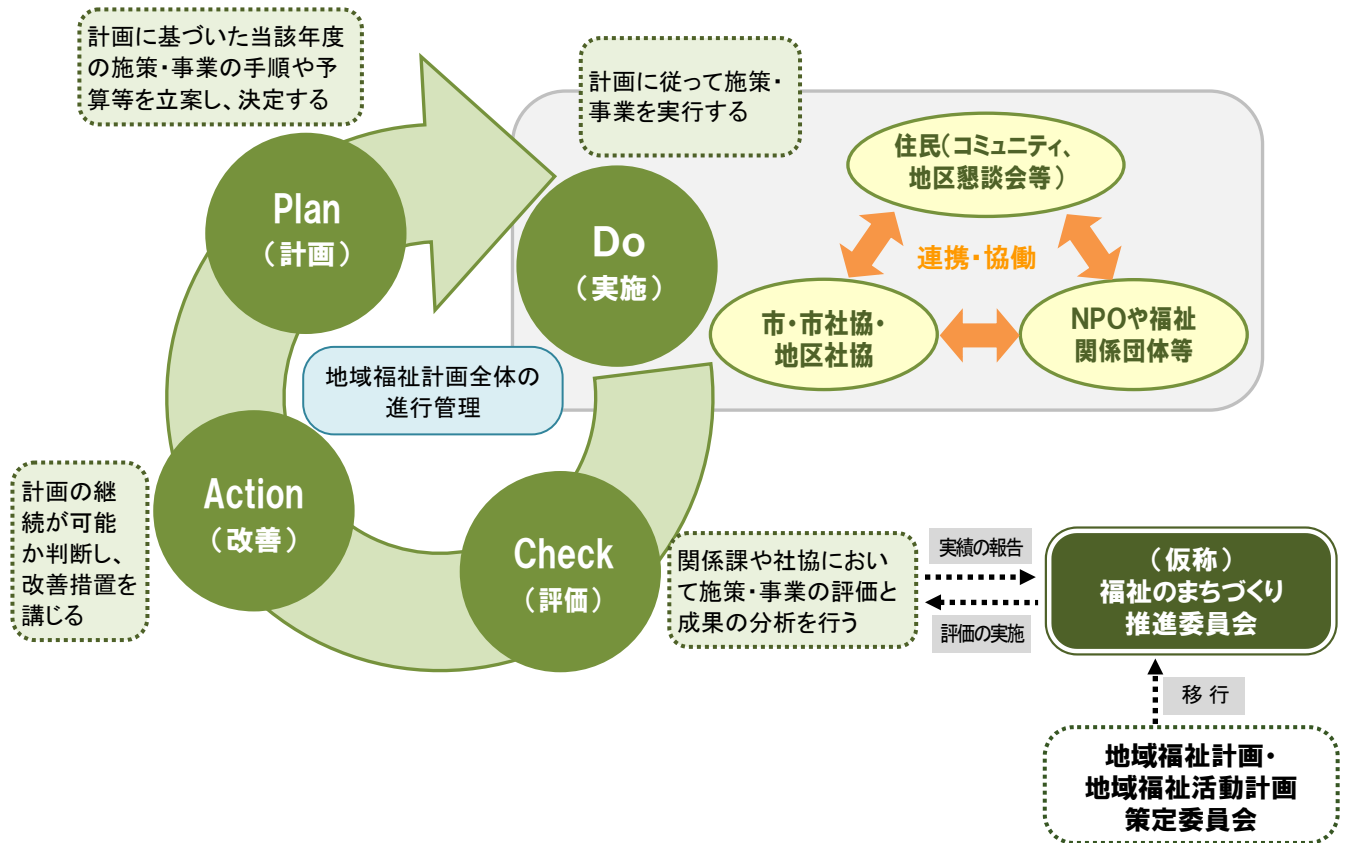 計画に基づいた当該年度
の施策・事業の手順や予
算等を立案し、決定する
計画に従って施策・
事業を実行する
Plan
（計画）
Do
（実施）
住民（コミュニティ、
地区懇談会等）
連携・協働
市・市社協・
地区社協
NPOや福祉
関係団体等
地域福祉計画全体の
進行管理
Action
（改善）
計画の継
続が可能
か判断し、
改善措置を
講じる
Check
（評価）
関係課や社協におい
て施策・事業の評価と
成果の分析を行う
実績の報告
評価の実施
（仮称）
福祉のまちづくり
推進委員会
移 行
地域福祉計画・
地域福祉活動計画
策定委員会